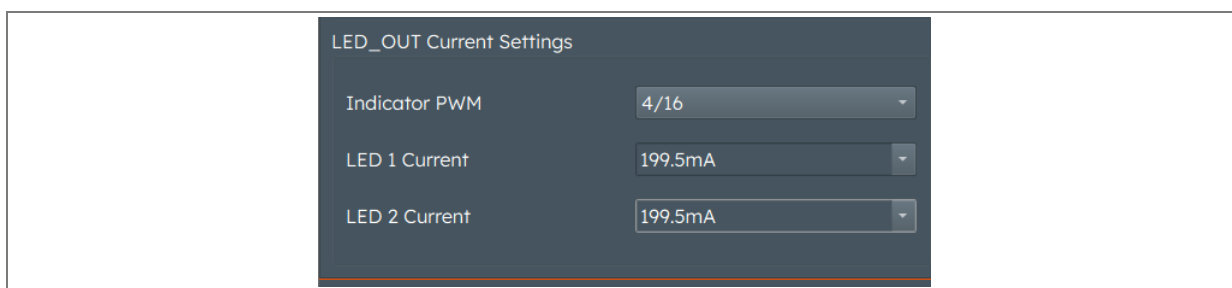 LED_OUT Current Settings
Indicator PWM 4/16
LED 1 Current 199.5mA
LED 2 Current 199.5mA